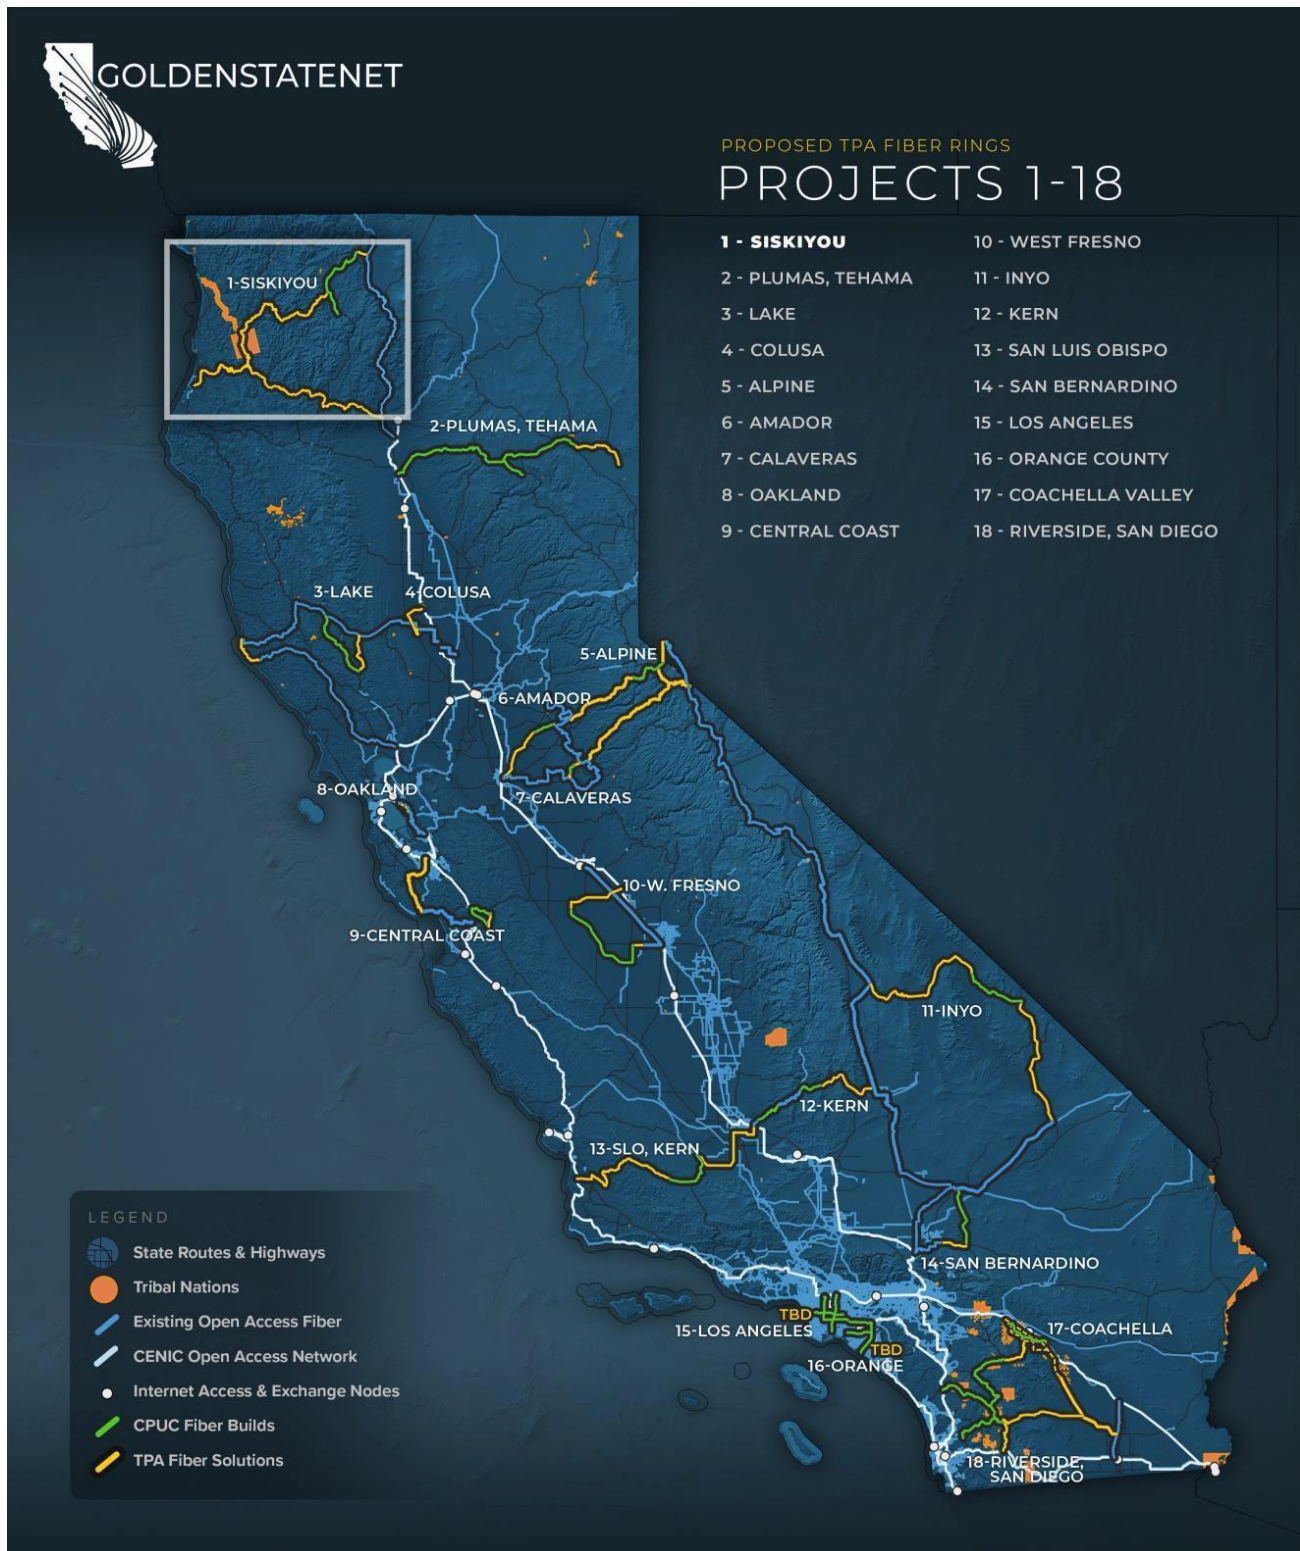 GOLDENSTATENET
PROPOSED TPA FIBER RINGS
PROJECTS 1-18
1 - SISKIYOU
2 - PLUMAS, TEHAMA
3 - LAKE
4 - COLUSA
5 - ALPINE
6 - AMADOR
7 - CALAVERAS
8 - OAKLAND
9 - CENTRAL COAST
10 - WEST FRESNO
11 - INYO
12 - KERN
13 - SAN LUIS OBISPO
14 - SAN BERNARDINO
15 - LOS ANGELES
16 - ORANGE COUNTY
17 - COACHELLA VALLEY
18 - RIVERSIDE, SAN DIEGO
1-SISKIYOU
2-PLUMAS, TEHAMA
3-LAKE
4-COLUSA
5-ALPINE
6-AMADOR
7-CALAVERAS
8-OAKLAND
10-W. FRESNO
9-CENTRAL COAST
11-INYO
12-KERN
13-SLO, KERN
14-SAN BERNARDINO
TBD
15-LOS ANGELES
17-COACHELLA
TBD
16-ORANGE
18-RIVERSIDE,
SAN DIEGO
LEGEND
State Routes & Highways
Tribal Nations
Existing Open Access Fiber
CENIC Open Access Network
Internet Access & Exchange Nodes
CPUC Fiber Builds
TPA Fiber Solutions